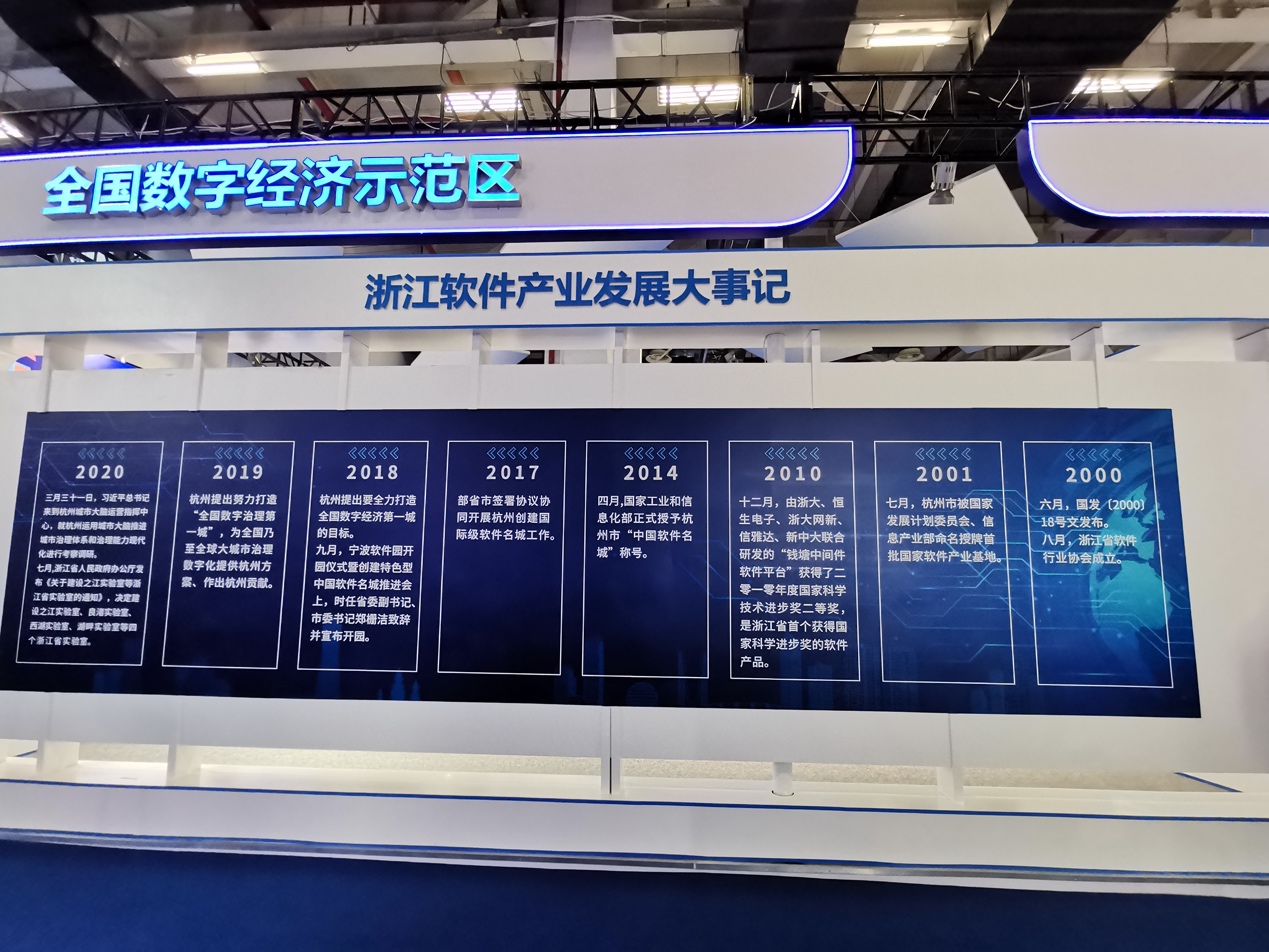 全国数字经济示范区
浙江软件产业发展大事记
2020
三月三十一日，习近平总书记
来到杭州城市大脑运营指挥中
心，就杭州运用城市大脑推进
城市治理体系和治理能力现代
化进行考察调研。
七月,浙江省人民政府办公厅发
布《关于建设之江实验室等浙
江省实验室的通知》，决定建
设之江实验室、良渚实验室、
西湖实验室、湖畔实验室等四
个浙江省实验室。
2019
杭州提出努力打造
“全国数字治理第
一城”，为全国乃
至全球大城市治理
数字化提供杭州方
案、作出杭州贡献。
2018
杭州提出要全力打造
全国数字经济第一城
的目标。
九月，宁波软件园开
园仪式暨创建特色型
中国软件名城推进会
上，时任省委副书记、
市委书记郑栅洁致辞
并宣布开园。
2017
部省市签署协议协
同开展杭州创建国
际级软件名城工作。
2014
四月,国家工业和信
息化部正式授予杭
州市“中国软件名
城”称号。
2010
十二月，由浙大、恒
生电子、浙大网新、
信雅达、新中大联合
研发的“钱塘中间件
软件平台”获得了二
零一零年度国家科学
技术进步奖二等奖，
是浙江省首个获得国
家科学进步奖的软件
产品。
2001
七月，杭州市被国家
发展计划委员会、信
息产业部命名授牌首
批国家软件产业基地。
2000
六月，国发〔2000〕
18号文发布。
八月，浙江省软件
行业协会成立。